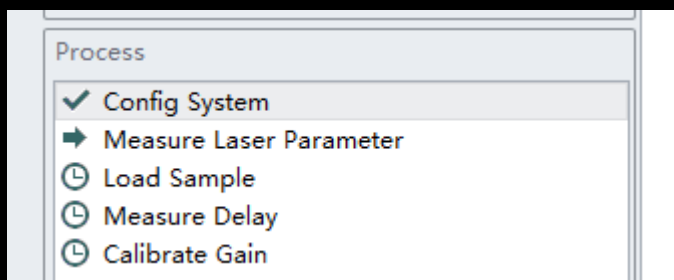 Process
Config System
Measure Laser Parameter
Load Sample
Measure Delay
Calibrate Gain